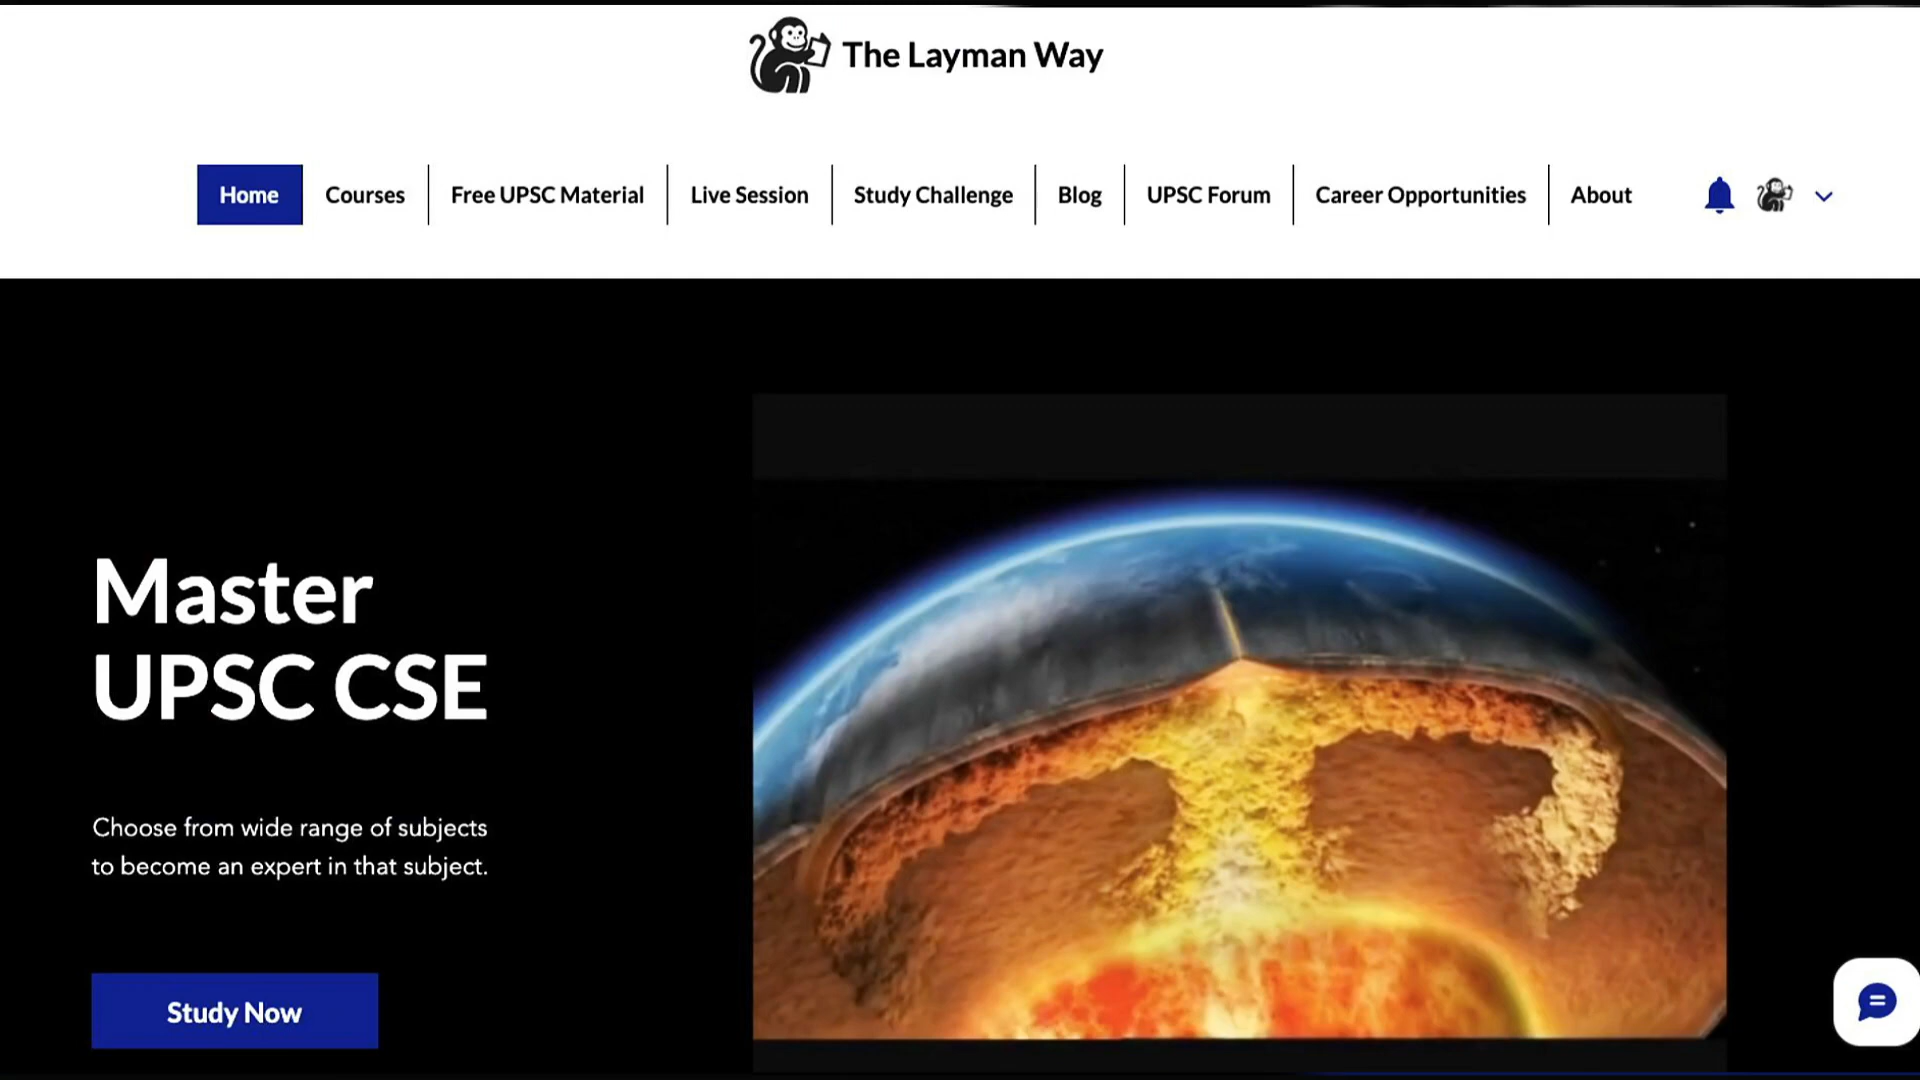 The Layman Way
Home
Courses
Free UPSC Material
Live Session
Study Challenge
Blog
UPSC Forum
Career Opportunities
About
Master
UPSC CSE
Choose from wide range of subjects
to become an expert in that subject.
Study Now